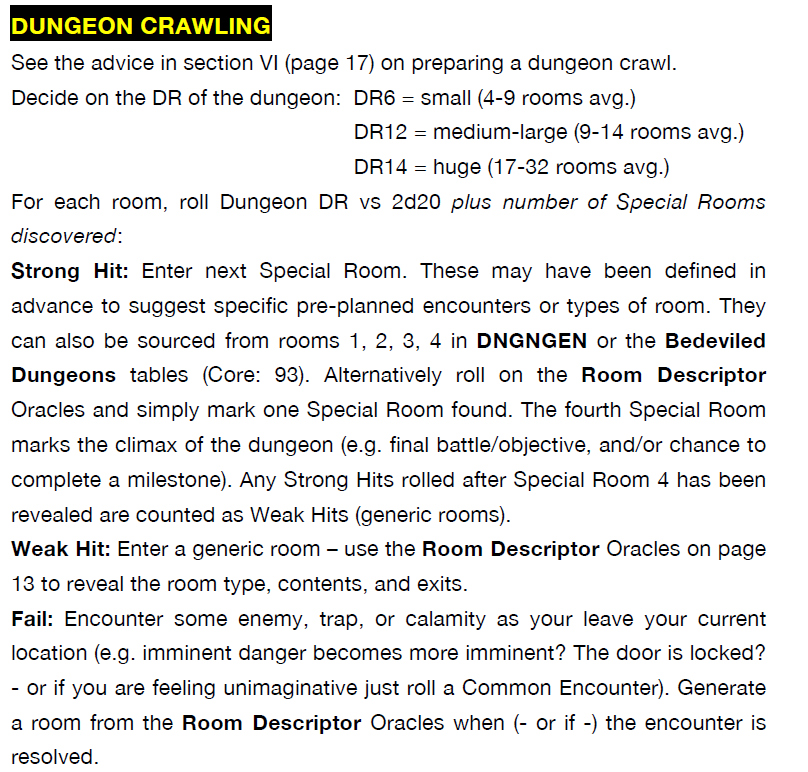 DUNGEON CRAWLING
See the advice in section VI (page 17) on preparing a dungeon crawl.
Decide on the DR of the dungeon: DR6 = small (4-9 rooms avg.)
DR12 = medium-large (9-14 rooms avg.)
DR14 = huge (17-32 rooms avg.)
For each room, roll Dungeon DR vs 2d20 plus number of Special Rooms
discovered:
Strong Hit: Enter next Special Room. These may have been defined in
advance to suggest specific pre-planned encounters or types of room. They
can also be sourced from rooms 1, 2, 3, 4 in DNGNGEN or the Bedeviled
Dungeons tables (Core: 93). Alternatively roll on the Room Descriptor
Oracles and simply mark one Special Room found. The fourth Special Room
marks the climax of the dungeon (e.g. final battle/objective, and/or chance to
complete a milestone). Any Strong Hits rolled after Special Room 4 has been
revealed are counted as Weak Hits (generic rooms).
Weak Hit: Enter a generic room – use the Room Descriptor Oracles on page
13 to reveal the room type, contents, and exits.
Fail: Encounter some enemy, trap, or calamity as your leave your current
location (e.g. imminent danger becomes more imminent? The door is locked?
- or if you are feeling unimaginative just roll a Common Encounter). Generate
a room from the Room Descriptor Oracles when (- or if -) the encounter is
resolved.